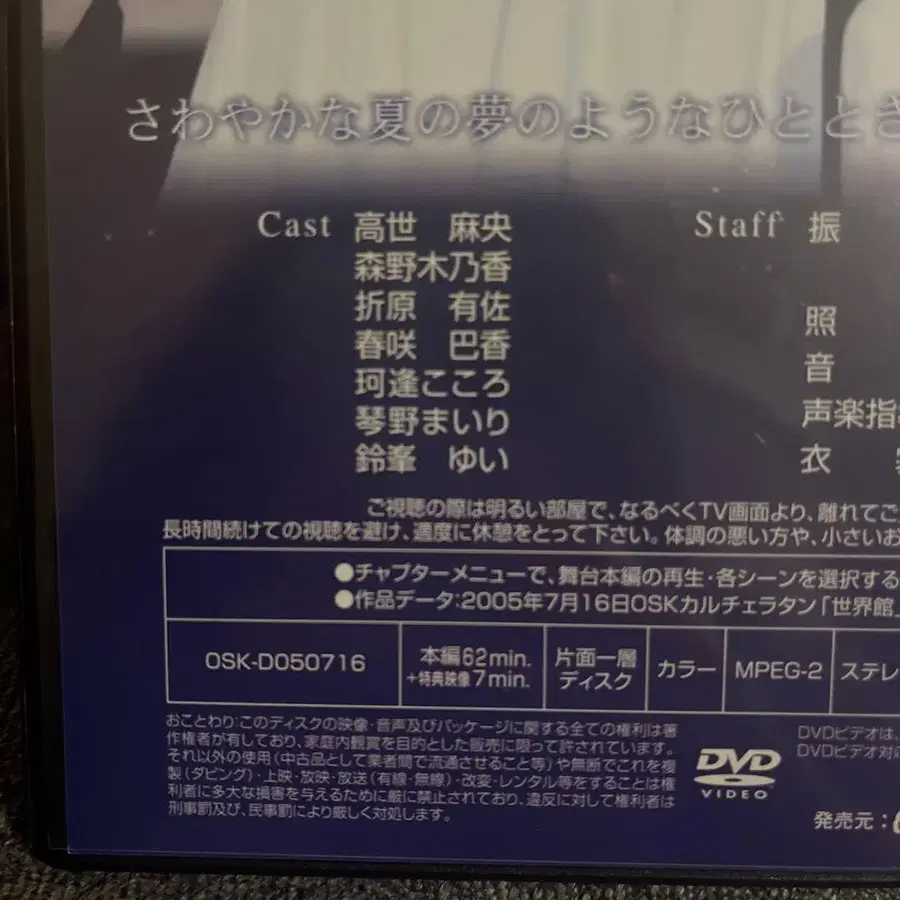 さわやかな夏の夢のようなひととき
Cast 高世 麻央
森野木乃香
折原 有佐
春咲 巴香
珂逢こころ
琴野まいり
鈴峯 ゆい
Staff 振
照
音
声楽指
衣
ご視聴の際は明るい部屋で、なるべくTV画面より、離れてご
長時間続けての視聴を避け、適度に休憩をとって下さい。体調の悪い方や、小さいお
●チャプターメニューで、舞台本編の再生・各シーンを選択する
●作品データ:2005年7月16日OSKカルチェラタン「世界館」
OSK-D050716
本編62min.
+特典映像7min.
片面一層
ディスク
カラー
MPEG-2
ステレ
おことわり:このディスクの映像・音声及びパッケージに関する全ての権利は著
作権者が有しており、家庭内観賞を目的とした販売に限って許されています。
それ以外の使用(中古品として業者間で流通させること等)や無断でこれを複
製(ダビング)・上映・放映・放送(有線・無線)・改変・レンタル等をすることは権
利者に多大な損害を与えるために厳に禁止されており、違反に対して権利者は
刑事罰及び、民事罰により厳しく対処します。
DVD
VIDEO
DVDビデオは、
DVDビデオ対応
発売元: